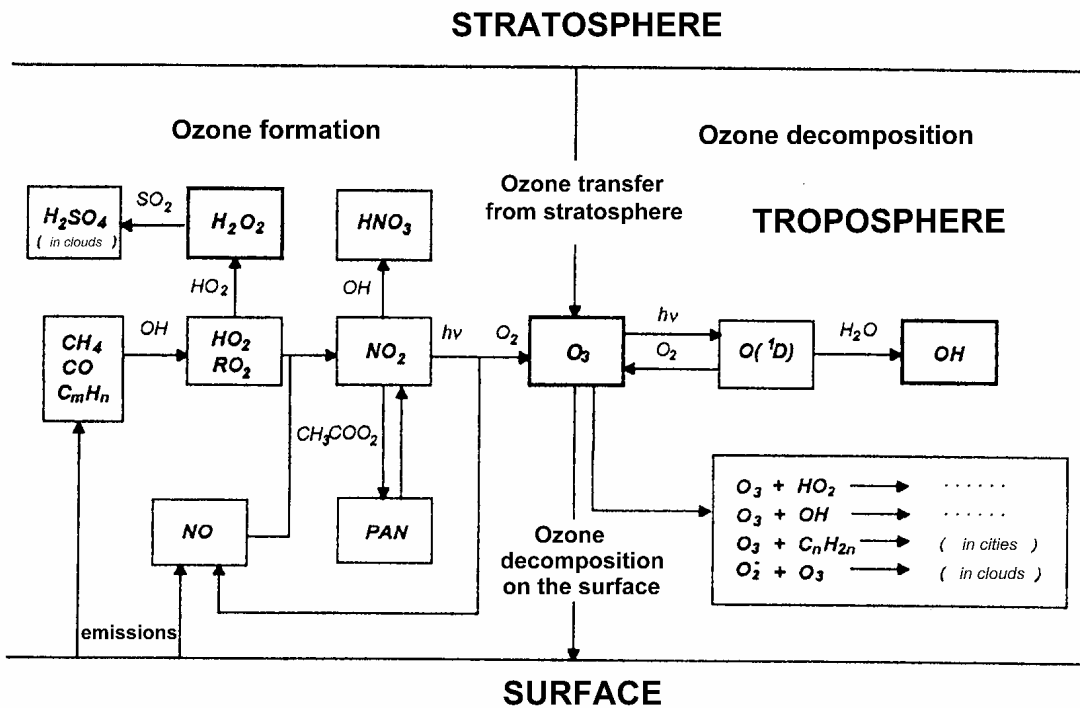 STRATOSPHERE
Ozone formation
Ozone decomposition
Ozone transfer
from stratosphere
TROPOSPHERE
H₂SO₄
( in clouds )
SO₂
H₂O₂
HNO₃
HO₂
OH
CH₄
CO
CₘHₙ
OH
HO₂
RO₂
NO₂
hν
O₂
O₃
hν
O₂
O(¹D)
H₂O
OH
CH₃COO₂
NO
PAN
Ozone
decomposition
on the surface
O₃ + HO₂ ⟶ ······
O₃ + OH ⟶ ······
O₃ + CₙH₂ₙ ⟶ ( in cities )
O₂˙ + O₃ ⟶ ( in clouds )
emissions
SURFACE